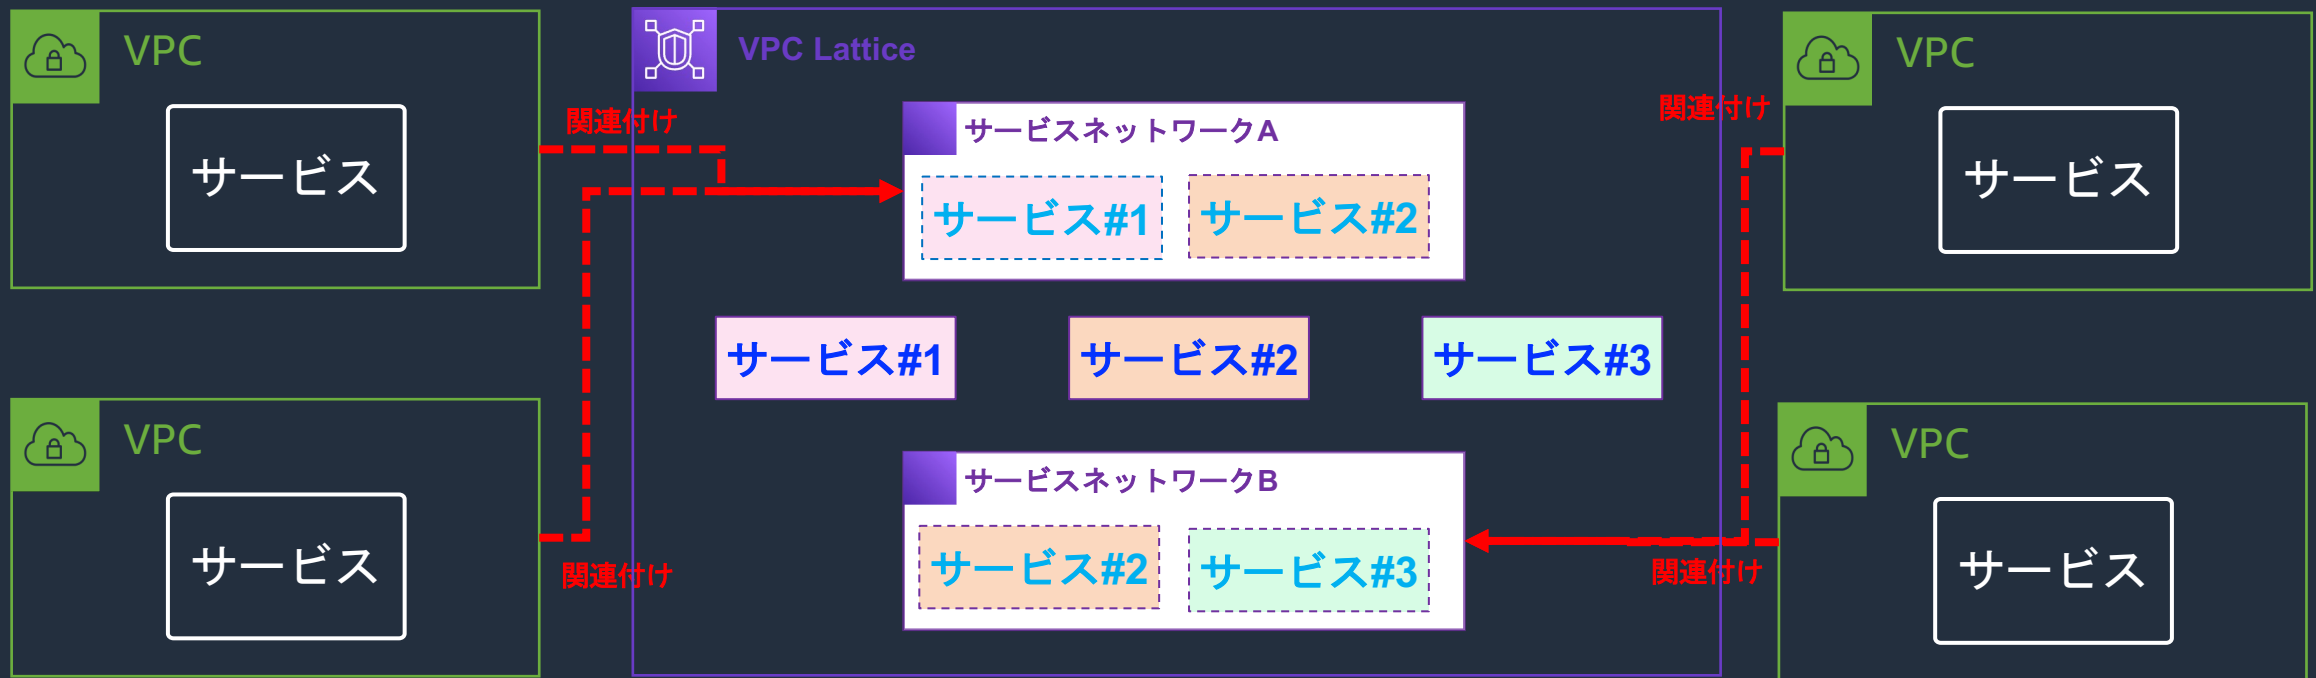 VPC
サービス
関連付け
VPC
サービス
関連付け
VPC Lattice
サービスネットワークA
サービス#1
サービス#2
サービス#1
サービス#2
サービス#3
サービスネットワークB
サービス#2
サービス#3
関連付け
VPC
サービス
関連付け
VPC
サービス